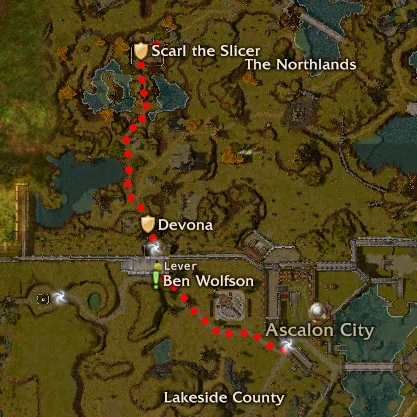 Scarl the Slicer
The Northlands
Devona
Lever
Ben Wolfson
Ascalon City
Lakeside County